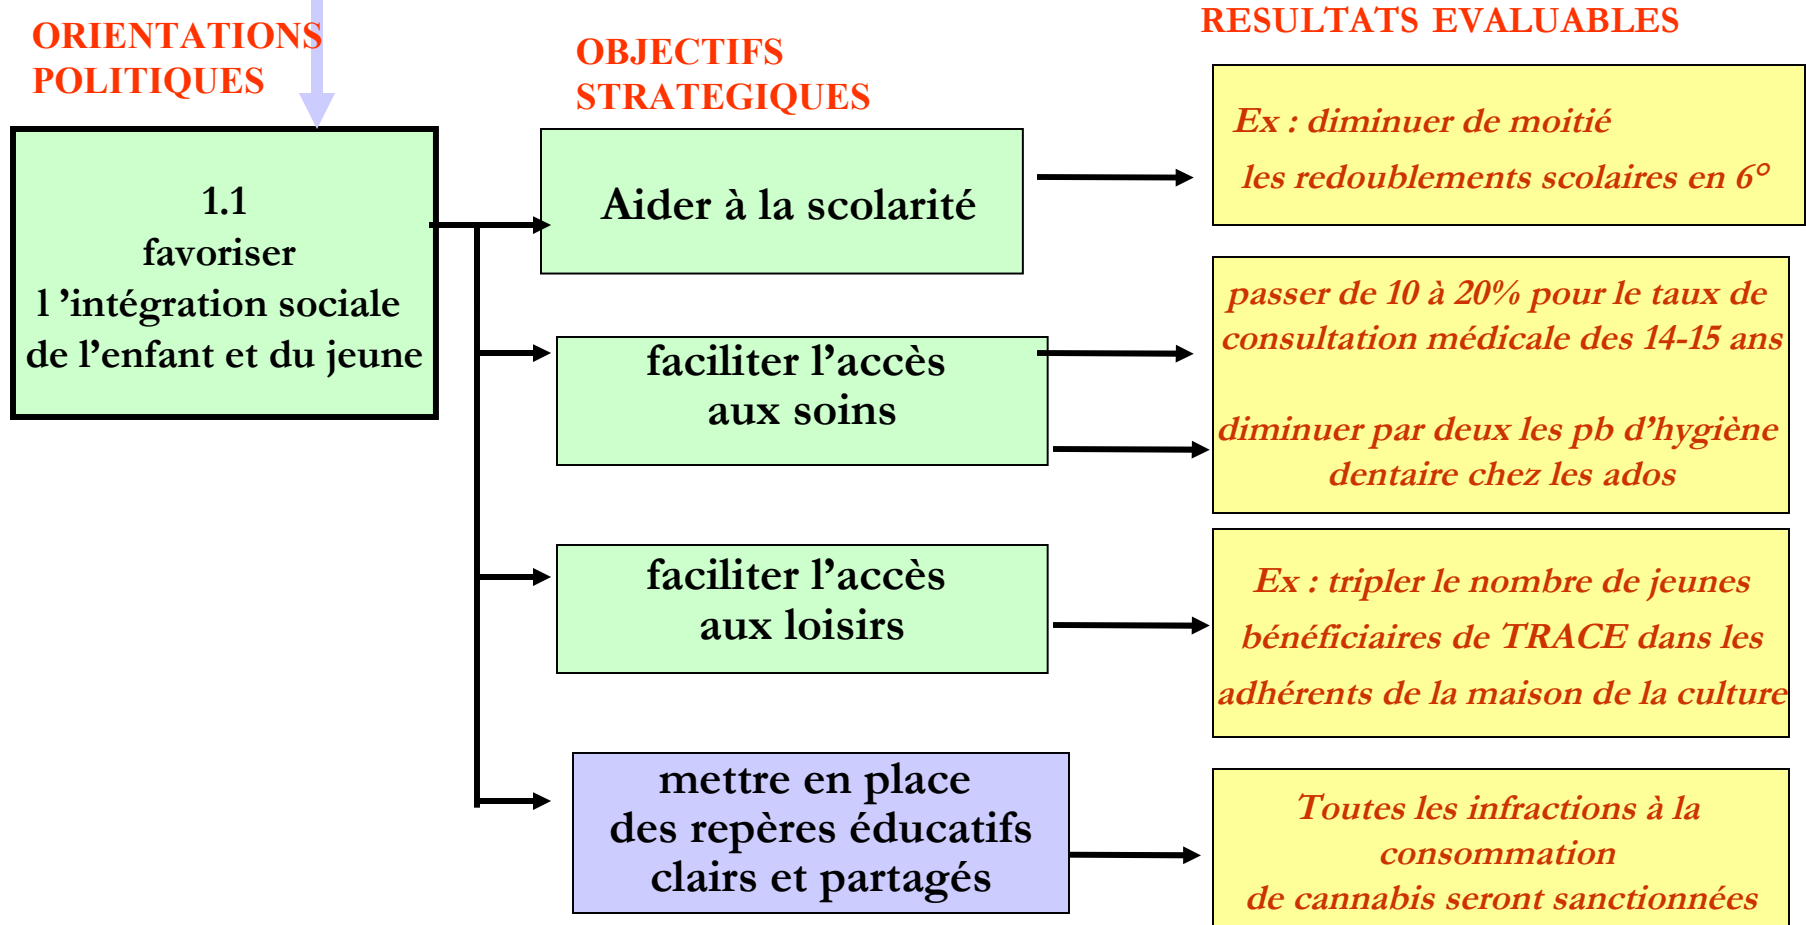 ORIENTATIONS
POLITIQUES
OBJECTIFS
STRATEGIQUES
RESULTATS EVALUABLES
1.1
favoriser
l ’intégration sociale
de l’enfant et du jeune
Aider à la scolarité
Ex : diminuer de moitié
les redoublements scolaires en 6°
faciliter l’accès
aux soins
passer de 10 à 20% pour le taux de
consultation médicale des 14-15 ans
diminuer par deux les pb d’hygiène
dentaire chez les ados
faciliter l’accès
aux loisirs
Ex : tripler le nombre de jeunes
bénéficiaires de TRACE dans les
adhérents de la maison de la culture
mettre en place
des repères éducatifs
clairs et partagés
Toutes les infractions à la
consommation
de cannabis seront sanctionnées